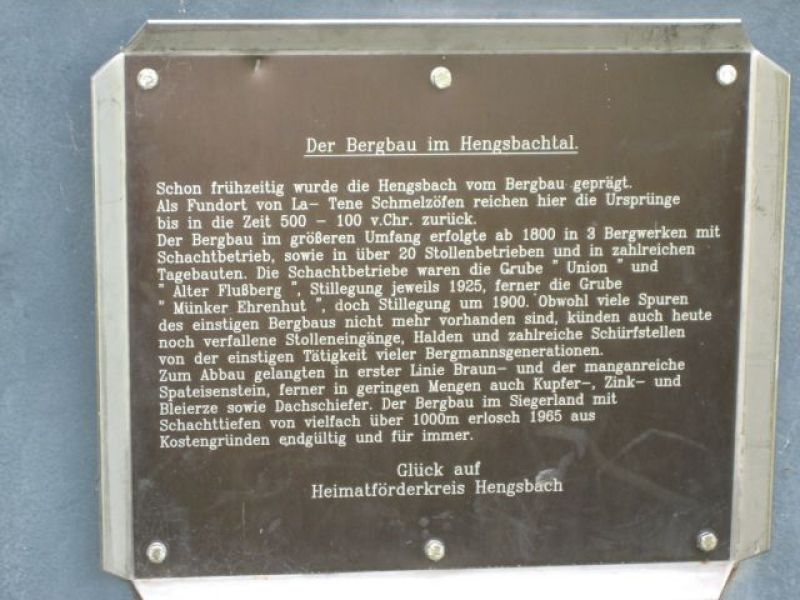 Der Bergbau im Hengsbachtal.
Schon frühzeitig wurde die Hengsbach vom Bergbau geprägt.
Als Fundort von La- Tene Schmelzöfen reichen hier die Ursprünge
bis in die Zeit 500 - 100 v.Chr. zurück.
Der Bergbau im größeren Umfang erfolgte ab 1800 in 3 Bergwerken mit
Schachtbetrieb, sowie in über 20 Stollenbetrieben und in zahlreichen
Tagebauten. Die Schachtbetriebe waren die Grube " Union " und
" Alter Flußberg ", Stillegung jeweils 1925, ferner die Grube
" Münker Ehrenhut ", doch Stillegung um 1900. Obwohl viele Spuren
des einstigen Bergbaus nicht mehr vorhanden sind, künden auch heute
noch verfallene Stolleneingänge, Halden und zahlreiche Schürfstellen
von der einstigen Tätigkeit vieler Bergmannsgenerationen.
Zum Abbau gelangten in erster Linie Braun- und der manganreiche
Spateisenstein, ferner in geringen Mengen auch Kupfer-, Zink- und
Bleierze sowie Dachschiefer. Der Bergbau im Siegerland mit
Schachttiefen von vielfach über 1000m erlosch 1965 aus
Kostengründen endgültig und für immer.
Glück auf
Heimatförderkreis Hengsbach